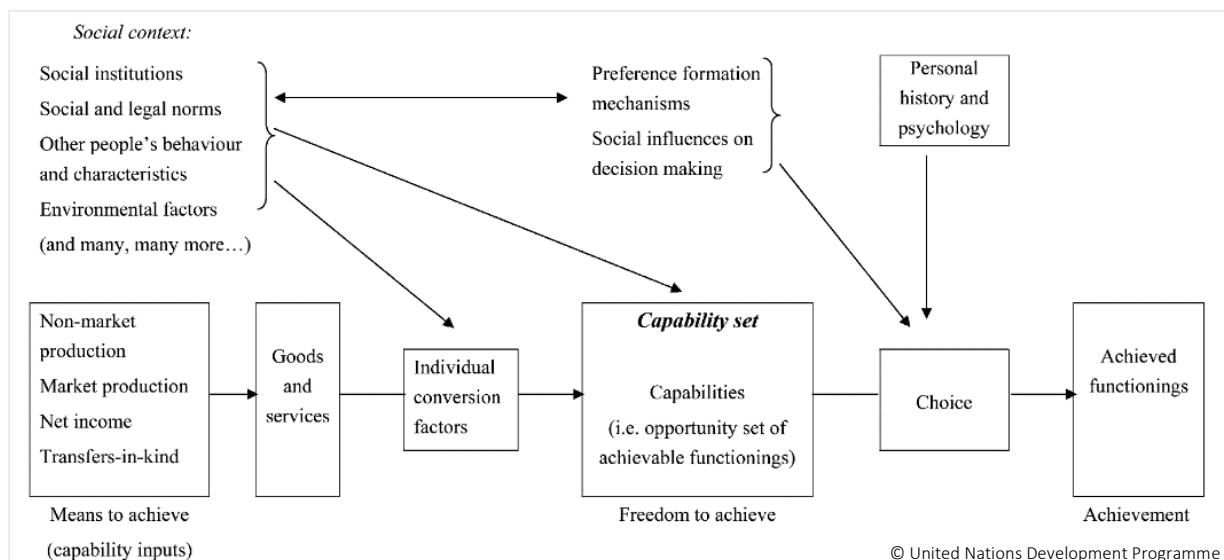 Social context:
Social institutions
Social and legal norms
Other people’s behaviour
and characteristics
Environmental factors
(and many, many more…)
Preference formation
mechanisms
Social influences on
decision making
Personal
history and
psychology
Non-market
production
Market production
Net income
Transfers-in-kind
Means to achieve
(capability inputs)
Goods
and
services
Individual
conversion
factors
Capability set
Capabilities
(i.e. opportunity set of
achievable functionings)
Freedom to achieve
Choice
Achieved
functionings
Achievement
© United Nations Development Programme